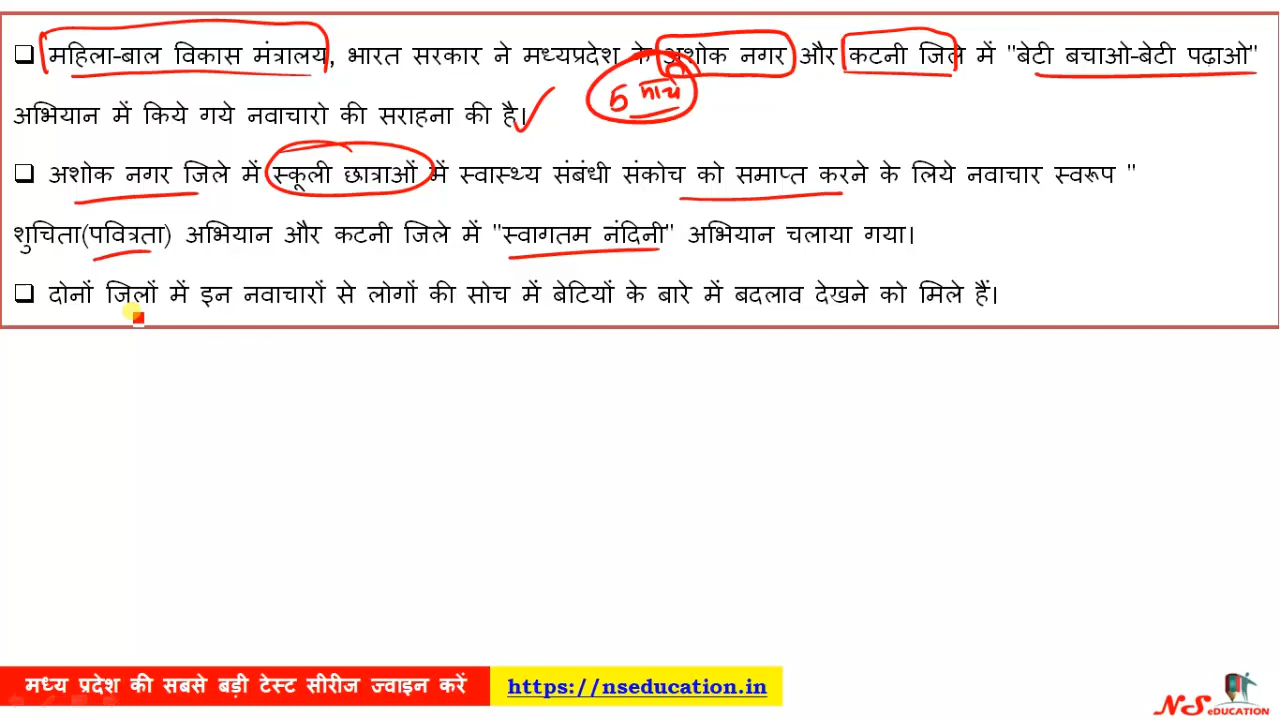 ❑ महिला-बाल विकास मंत्रालय, भारत सरकार ने मध्यप्रदेश के अशोक नगर और कटनी जिले में "बेटी बचाओ-बेटी पढ़ाओ"
5 मार्च
अभियान में किये गये नवाचारो की सराहना की है।
❑ अशोक नगर जिले में स्कूली छात्राओं में स्वास्थ्य संबंधी संकोच को समाप्त करने के लिये नवाचार स्वरूप "
शुचिता(पवित्रता) अभियान और कटनी जिले में "स्वागतम नंदिनी" अभियान चलाया गया।
❑ दोनों जिलों में इन नवाचारों से लोगों की सोच में बेटियों के बारे में बदलाव देखने को मिले हैं।
मध्य प्रदेश की सबसे बड़ी टेस्ट सीरीज ज्वाइन करें https://nseducation.in
NS eDUCATION